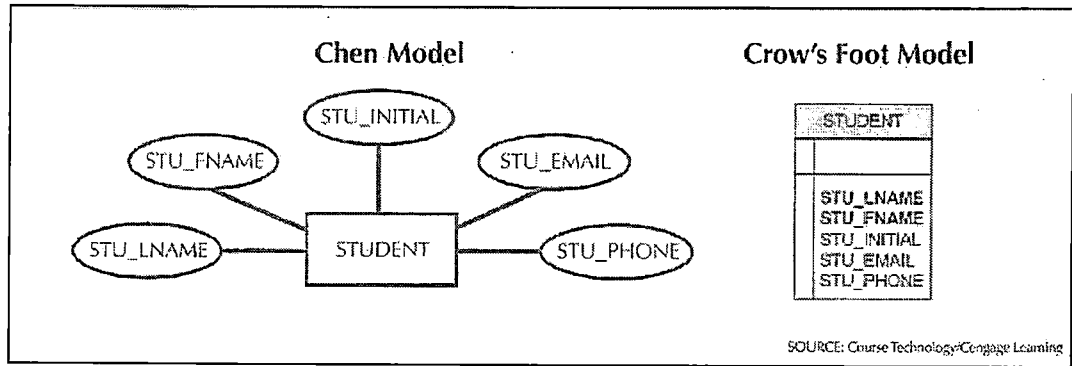 Chen Model
STU_INITIAL
STU_FNAME
STU_EMAIL
STU_LNAME
STUDENT
STU_PHONE
Crow's Foot Model
STUDENT
STU_LNAME
STU_FNAME
STU_INITIAL
STU_EMAIL
STU_PHONE
SOURCE: Course Technology/Cengage Learning